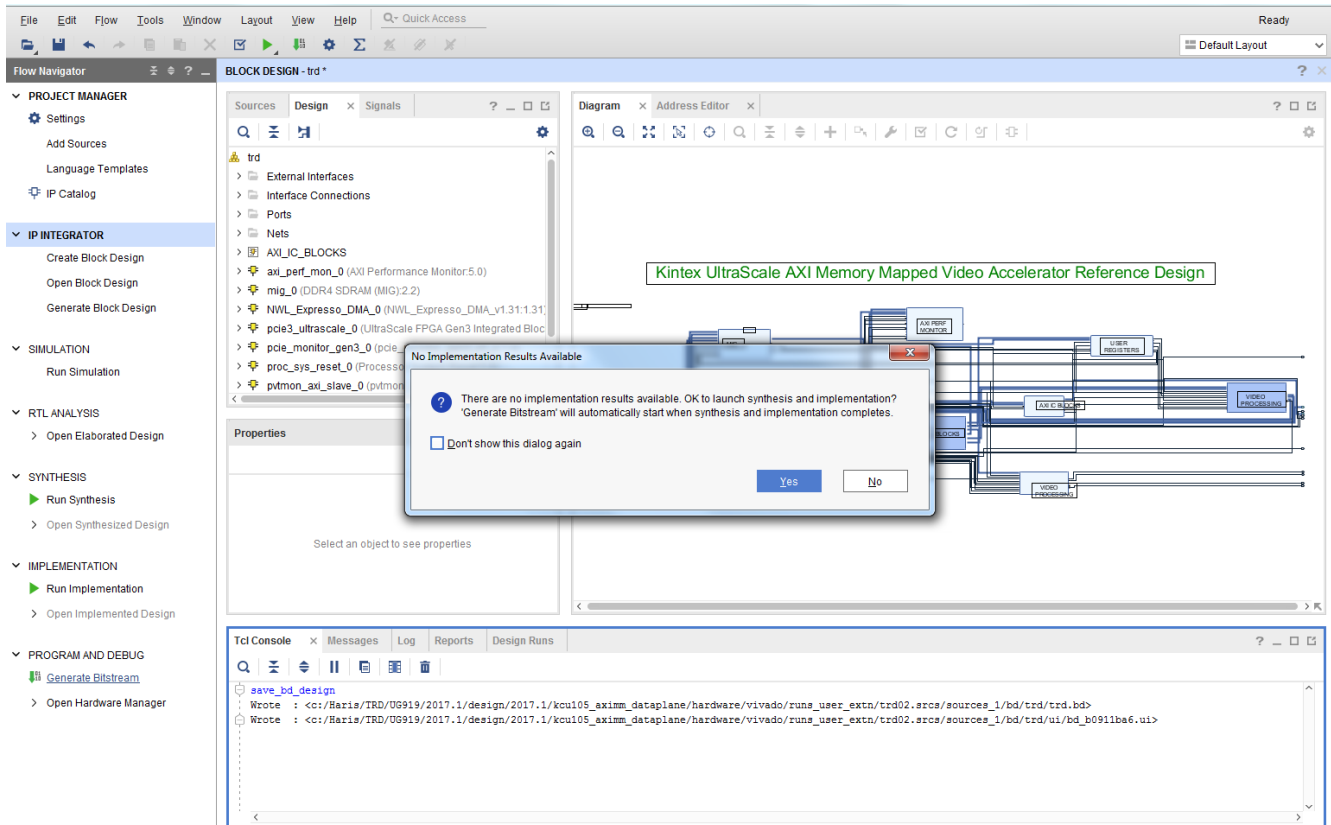 File Edit Flow Tools Window Layout View Help Quick Access Ready
Default Layout
Flow Navigator
PROJECT MANAGER
Settings
Add Sources
Language Templates
IP Catalog
IP INTEGRATOR
Create Block Design
Open Block Design
Generate Block Design
SIMULATION
Run Simulation
RTL ANALYSIS
Open Elaborated Design
SYNTHESIS
Run Synthesis
Open Synthesized Design
IMPLEMENTATION
Run Implementation
Open Implemented Design
PROGRAM AND DEBUG
Generate Bitstream
Open Hardware Manager
BLOCK DESIGN - trd *
Sources Design Signals
trd
External Interfaces
Interface Connections
Ports
Nets
AXI_IC_BLOCKS
axi_perf_mon_0 (AXI Performance Monitor:5.0)
mig_0 (DDR4 SDRAM (MIG):2.2)
NWL_Expresso_DMA_0 (NWL_Expresso_DMA_v1.31:1.31)
pcie3_ultrascale_0 (UltraScale FPGA Gen3 Integrated Bloc
pcie_monitor_gen3_0 (pcie_
proc_sys_reset_0 (Processo
pvtmon_axi_slave_0 (pvtmon
Properties
Select an object to see properties
Diagram Address Editor
Kintex UltraScale AXI Memory Mapped Video Accelerator Reference Design
AXI PERF
MONITOR
USER
REGISTERS
VIDEO
PROCESSING
AXI IC BLOCKS
BLOCKS
VIDEO
PROCESSING
No Implementation Results Available
There are no implementation results available. OK to launch synthesis and implementation?
'Generate Bitstream' will automatically start when synthesis and implementation completes.
Don't show this dialog again
Yes No
Tcl Console Messages Log Reports Design Runs
save_bd_design
Wrote : <c:/Haris/TRD/UG919/2017.1/design/2017.1/kcu105_aximm_dataplane/hardware/vivado/runs_user_extn/trd02.srcs/sources_1/bd/trd/trd.bd>
Wrote : <c:/Haris/TRD/UG919/2017.1/design/2017.1/kcu105_aximm_dataplane/hardware/vivado/runs_user_extn/trd02.srcs/sources_1/bd/trd/ui/bd_b0911ba6.ui>